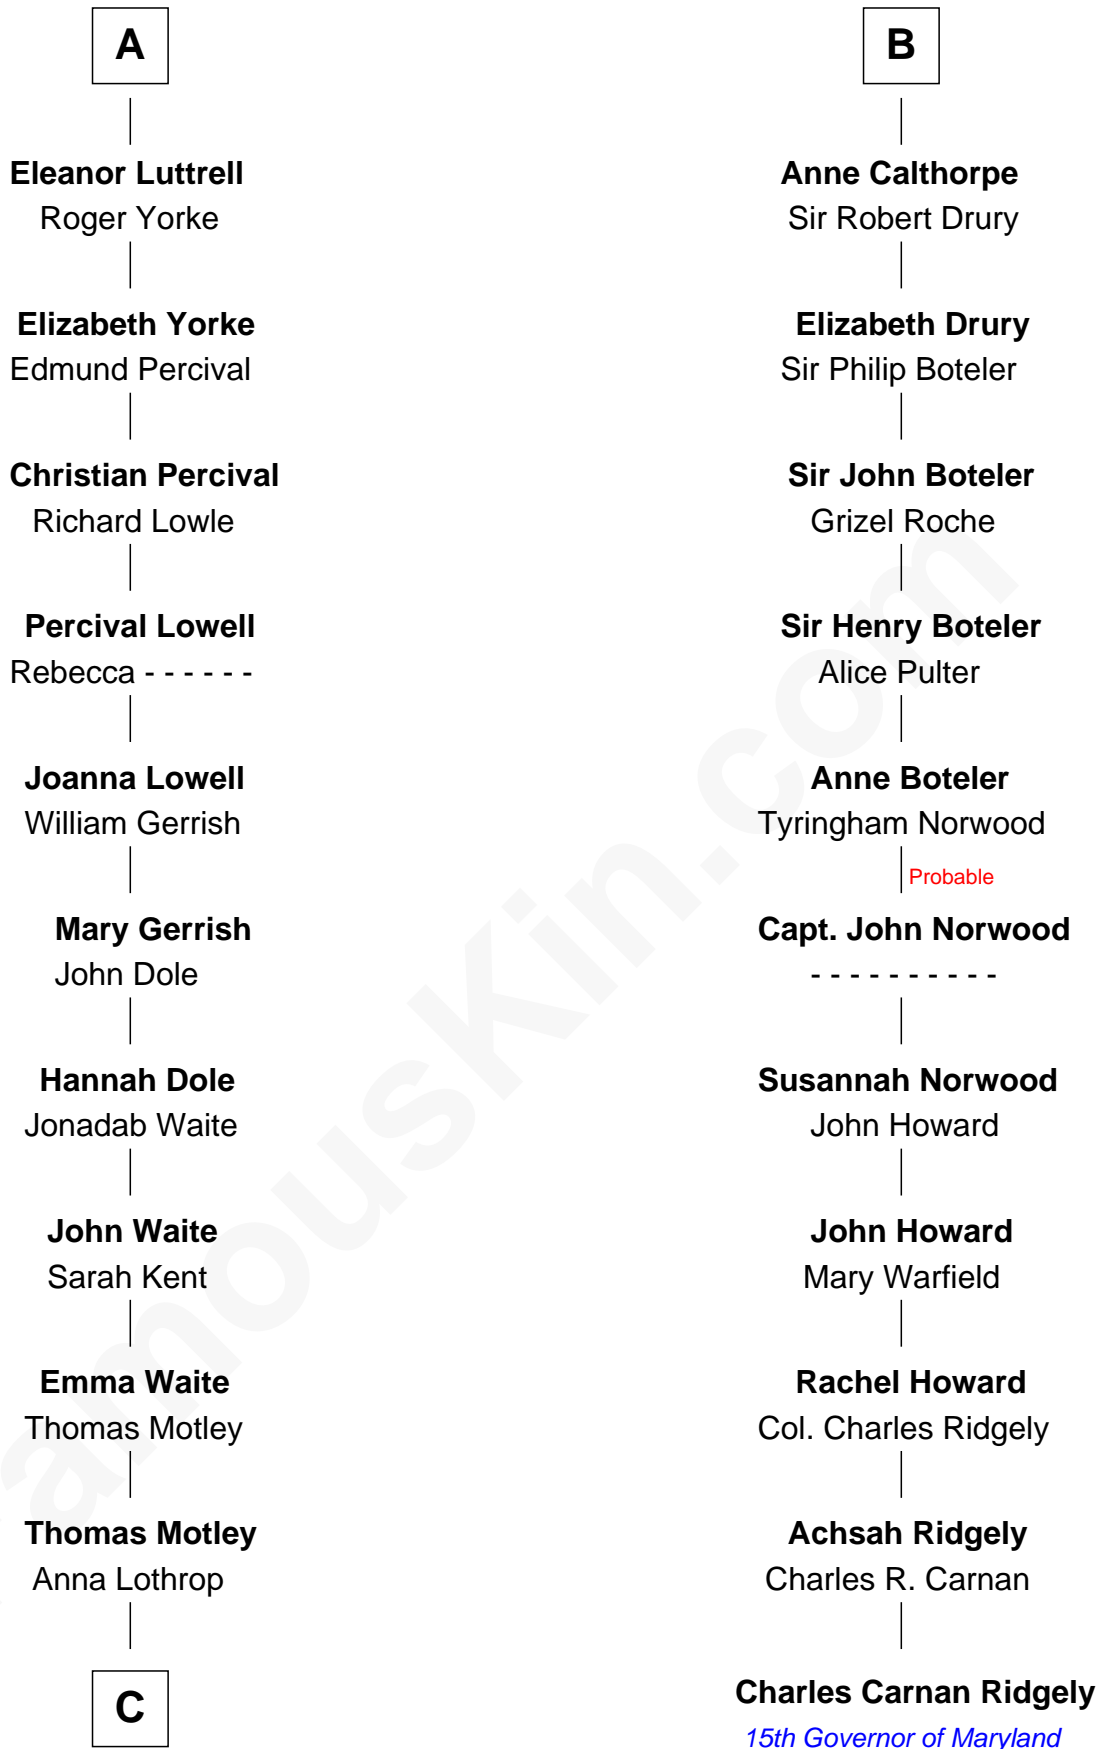 A
Eleanor Luttrell
Roger Yorke
Elizabeth Yorke
Edmund Percival
Christian Percival
Richard Lowle
Percival Lowell
Rebecca - - - - - -
Joanna Lowell
William Gerrish
Mary Gerrish
John Dole
Hannah Dole
Jonadab Waite
John Waite
Sarah Kent
Emma Waite
Thomas Motley
Thomas Motley
Anna Lothrop
C
B
Anne Calthorpe
Sir Robert Drury
Elizabeth Drury
Sir Philip Boteler
Sir John Boteler
Grizel Roche
Sir Henry Boteler
Alice Pulter
Anne Boteler
Tyringham Norwood
Probable
Capt. John Norwood
- - - - - - - - - -
Susannah Norwood
John Howard
John Howard
Mary Warfield
Rachel Howard
Col. Charles Ridgely
Achsah Ridgely
Charles R. Carnan
Charles Carnan Ridgely
15th Governor of Maryland
amouskin.com